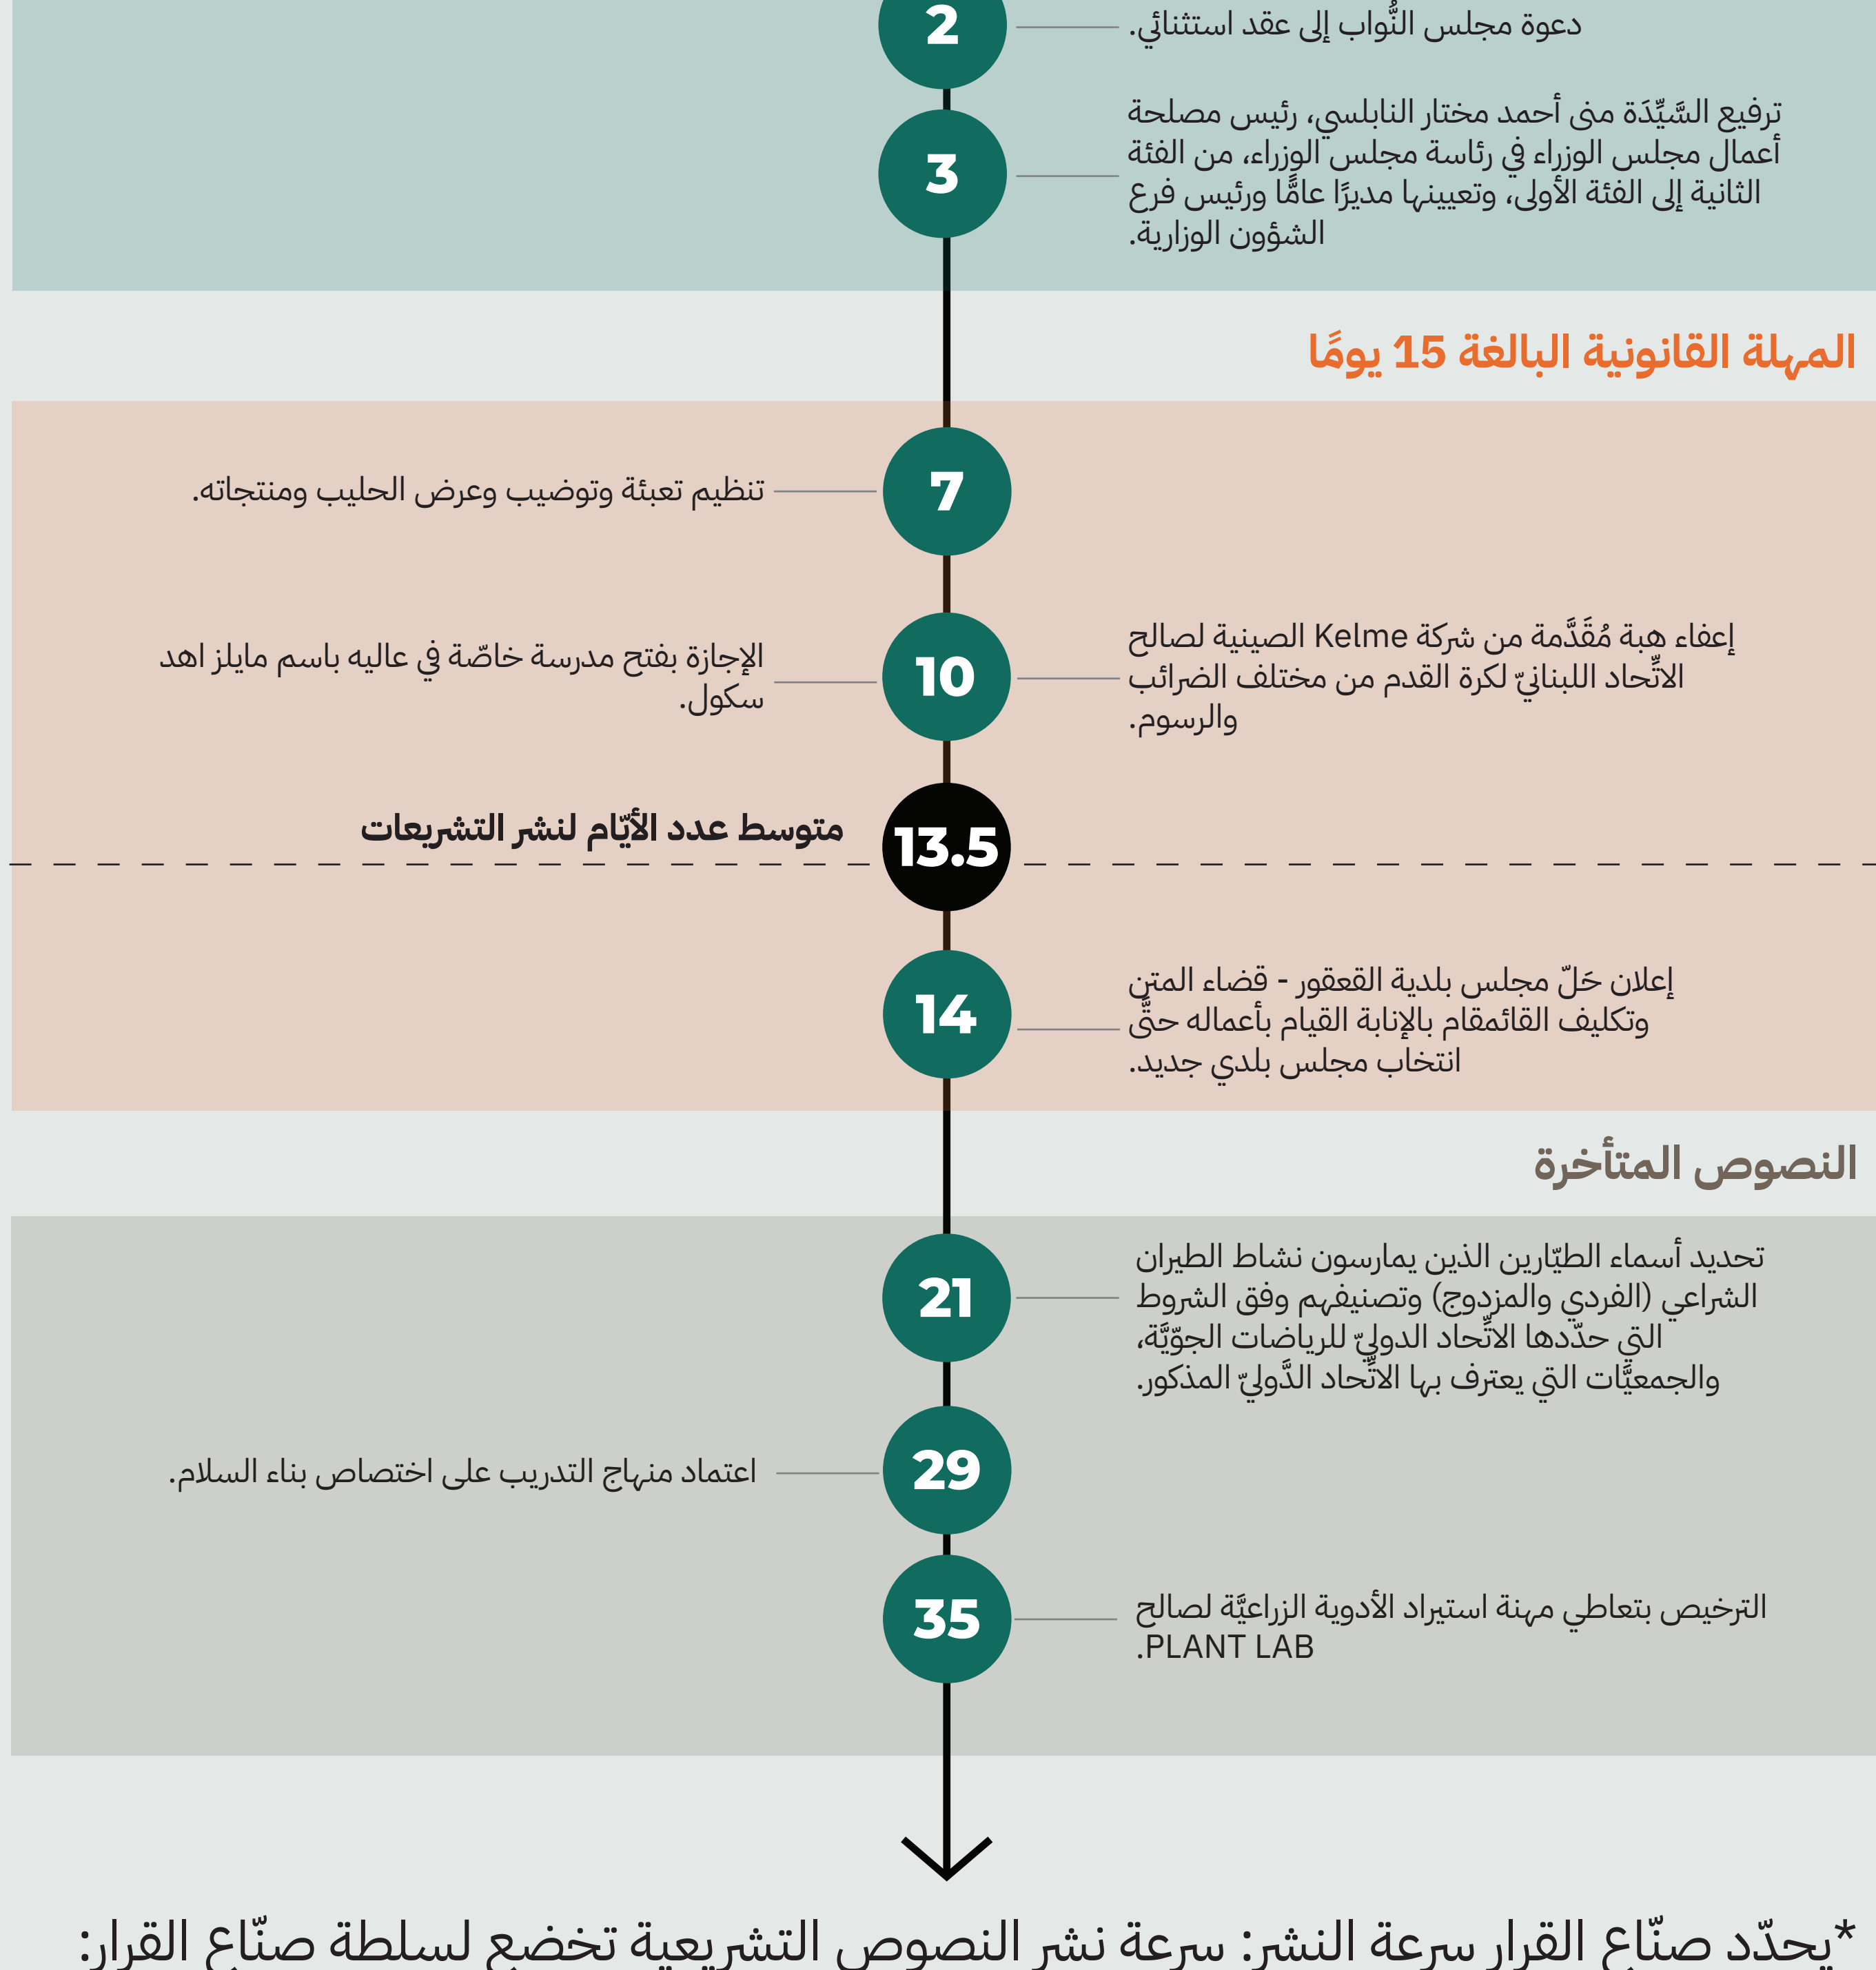 2
دعوة مجلس النُّواب إلى عقد استثنائي.
3
ترفيع السَّيِّدَة منى أحمد مختار النابلسي، رئيس مصلحة
أعمال مجلس الوزراء في رئاسة مجلس الوزراء، من الفئة
الثانية إلى الفئة الأولى، وتعيينها مديرًا عامًّا ورئيس فرع
الشؤون الوزارية.
المهلة القانونية البالغة 15 يومًا
7
تنظيم تعبئة وتوضيب وعرض الحليب ومنتجاته.
إعفاء هبة مُقَدَّمة من شركة Kelme الصينية لصالح
الاتِّحاد اللبنانيّ لكرة القدم من مختلف الضرائب
والرسوم.
10
الإجازة بفتح مدرسة خاصّة في عاليه باسم مايلز اهد
سكول.
13.5
متوسط عدد الأيّام لنشر التشريعات
إعلان حَلّ مجلس بلدية القعقور - قضاء المتن
وتكليف القائمقام بالإنابة القيام بأعماله حتَّى
انتخاب مجلس بلدي جديد.
14
النصوص المتأخرة
تحديد أسماء الطيّارين الذين يمارسون نشاط الطيران
الشراعي (الفردي والمزدوج) وتصنيفهم وفق الشروط
التي حدّدها الاتِّحاد الدوليّ للرياضات الجوّيَّة،
والجمعيَّات التي يعترف بها الاتِّحاد الدَّوليّ المذكور.
21
29
اعتماد منهاج التدريب على اختصاص بناء السلام.
الترخيص بتعاطي مهنة استيراد الأدوية الزراعيَّة لصالح
PLANT LAB.
35
*يحدّد صنّاع القرار سرعة النشر: سرعة نشر النصوص التشريعية تخضع لسلطة صنّاع القرار: